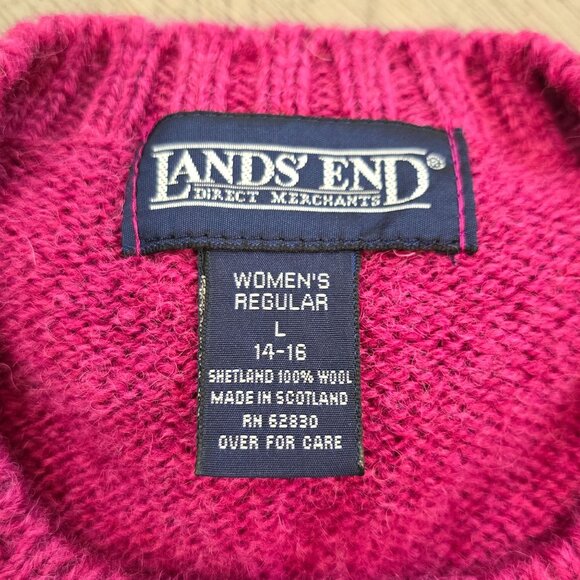 LANDS' END®
DIRECT MERCHANTS
WOMEN'S
REGULAR
L
14-16
SHETLAND 100% WOOL
MADE IN SCOTLAND
RN 62830
OVER FOR CARE